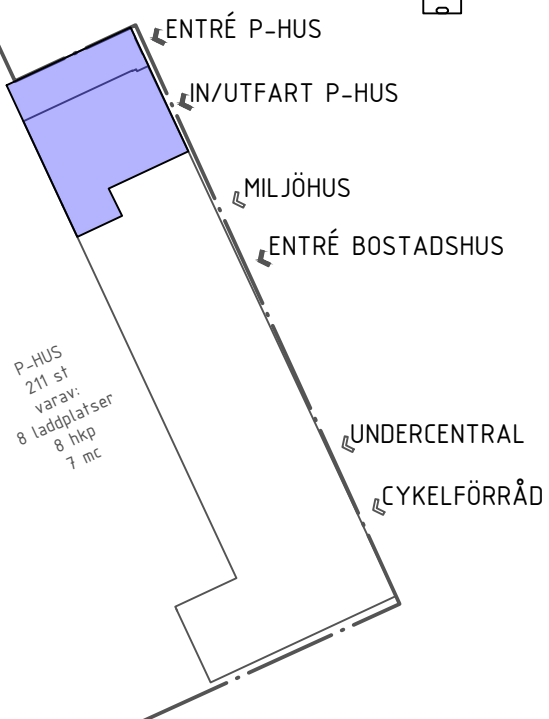 ENTRÉ P-HUS
IN/UTFART P-HUS
MILJÖHUS
ENTRÉ BOSTADSHUS
P-HUS
211 st
varav:
8 laddplatser
8 hkp
7 mc
UNDERCENTRAL
CYKELFÖRRÅD